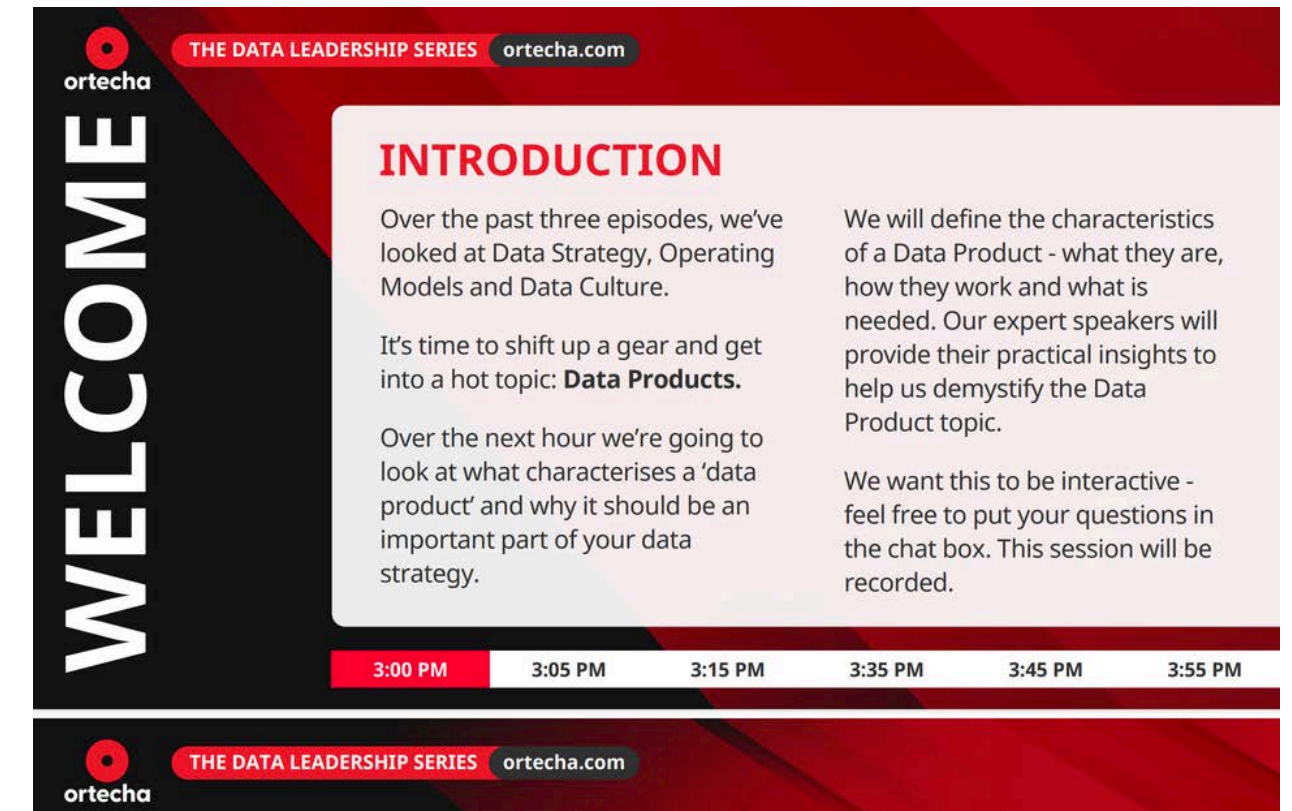 ortecha
THE DATA LEADERSHIP SERIES ortecha.com
WELCOME
INTRODUCTION
Over the past three episodes, we’ve
looked at Data Strategy, Operating
Models and Data Culture.
It’s time to shift up a gear and get
into a hot topic: Data Products.
Over the next hour we’re going to
look at what characterises a ‘data
product’ and why it should be an
important part of your data
strategy.
We will define the characteristics
of a Data Product - what they are,
how they work and what is
needed. Our expert speakers will
provide their practical insights to
help us demystify the Data
Product topic.
We want this to be interactive -
feel free to put your questions in
the chat box. This session will be
recorded.
3:00 PM 3:05 PM 3:15 PM 3:35 PM 3:45 PM 3:55 PM
ortecha
THE DATA LEADERSHIP SERIES ortecha.com